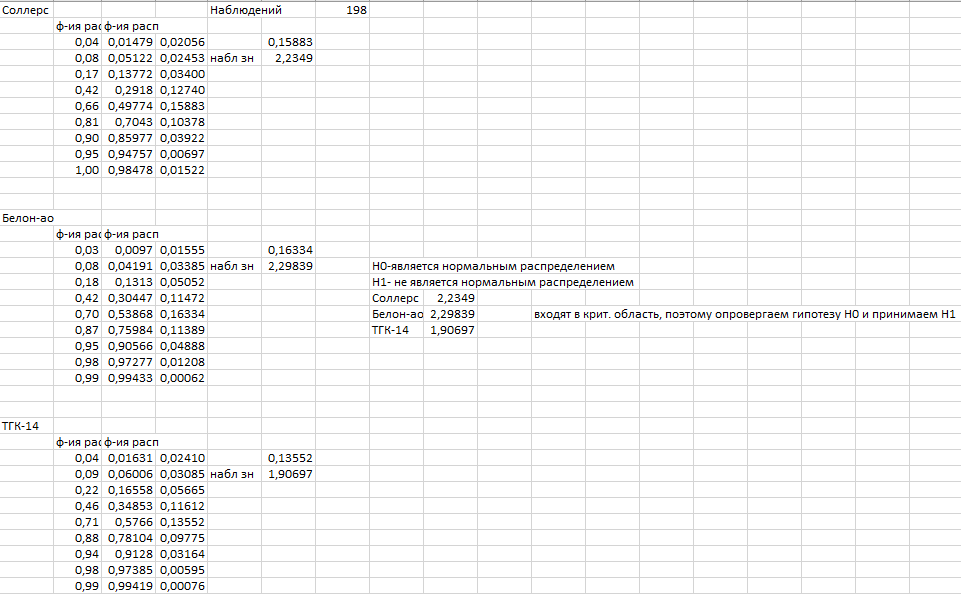 Соллерс Наблюдений 198
ф-ия рас ф-ия расп
0,04 0,01479 0,02056 0,15883
0,08 0,05122 0,02453 набл зн 2,2349
0,17 0,13772 0,03400
0,42 0,2918 0,12740
0,66 0,49774 0,15883
0,81 0,7043 0,10378
0,90 0,85977 0,03922
0,95 0,94757 0,00697
1,00 0,98478 0,01522
Белон-ао
ф-ия рас ф-ия расп
0,03 0,0097 0,01555 0,16334
0,08 0,04191 0,03385 набл зн 2,29839 Н0-является нормальным распределением
0,18 0,1313 0,05052 Н1- не является нормальным распределением
0,42 0,30447 0,11472 Соллерс 2,2349
0,70 0,53868 0,16334 Белон-ао 2,29839 входят в крит. область, поэтому опровергаем гипотезу Н0 и принимаем Н1
0,87 0,75984 0,11389 ТГК-14 1,90697
0,95 0,90566 0,04888
0,98 0,97277 0,01208
0,99 0,99433 0,00062
ТГК-14
ф-ия рас ф-ия расп
0,04 0,01631 0,02410 0,13552
0,09 0,06006 0,03085 набл зн 1,90697
0,22 0,16558 0,05665
0,46 0,34853 0,11612
0,71 0,5766 0,13552
0,88 0,78104 0,09775
0,94 0,9128 0,03164
0,98 0,97385 0,00595
0,99 0,99419 0,00076